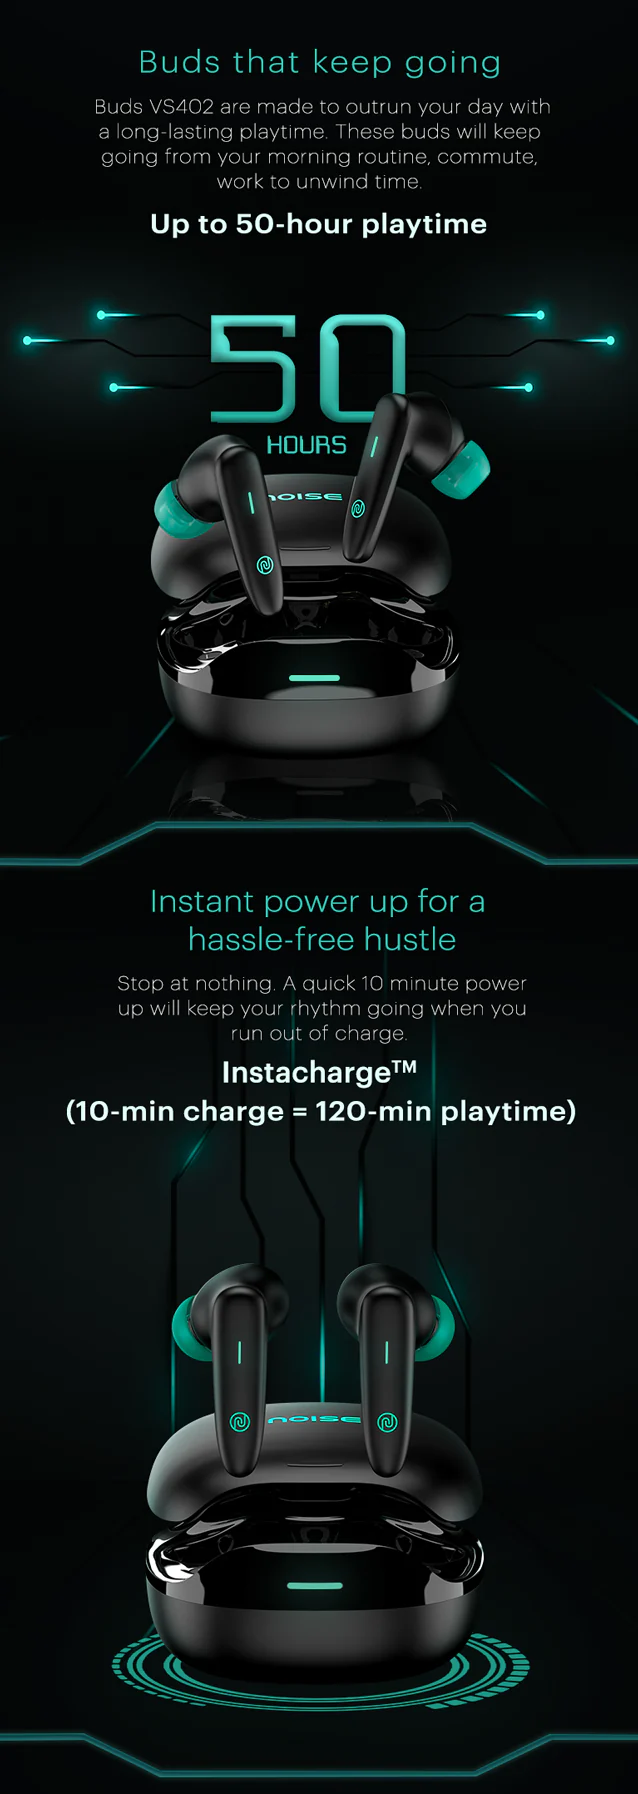 Buds that keep going
Buds VS402 are made to outrun your day with
a long-lasting playtime. These buds will keep
going from your morning routine, commute,
work to unwind time.
Up to 50-hour playtime
50
HOURS
NOISE
Instant power up for a
hassle-free hustle
Stop at nothing. A quick 10 minute power
up will keep your rhythm going when you
run out of charge.
Instacharge™
(10-min charge = 120-min playtime)
noise